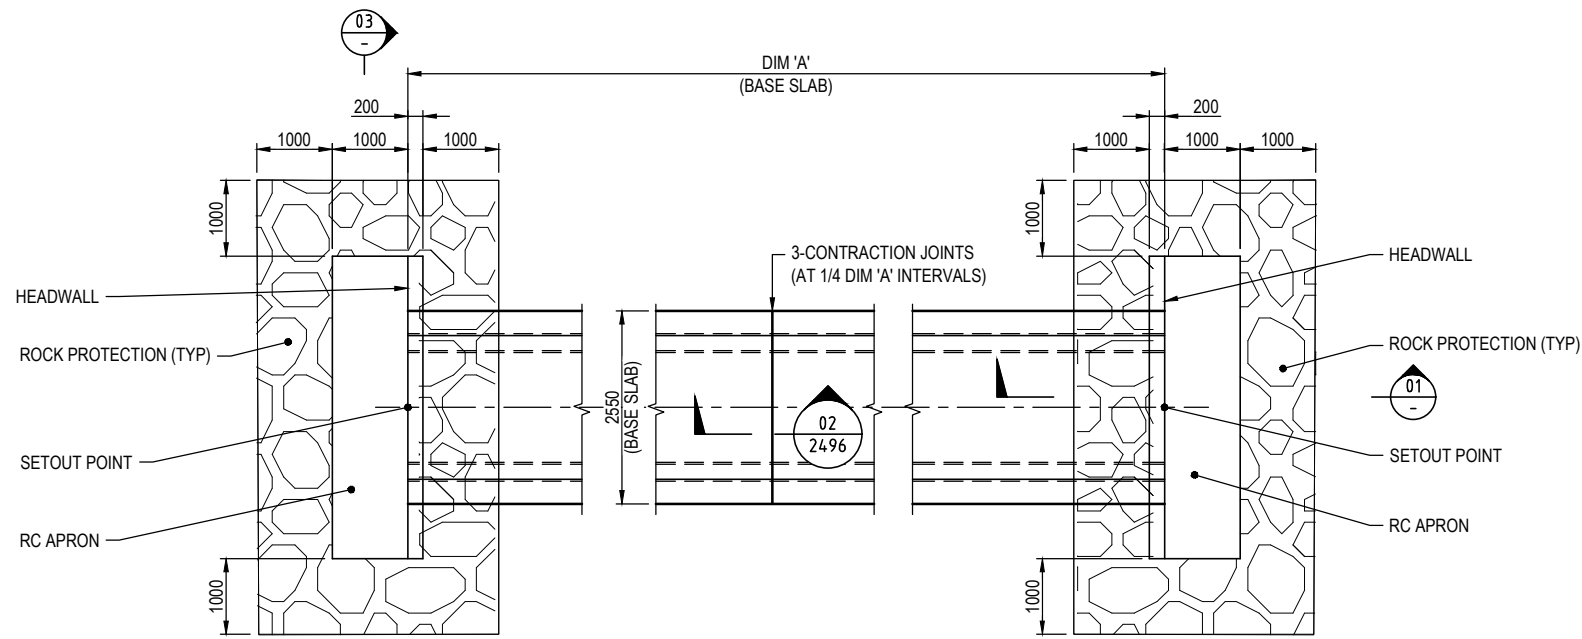 03
–
DIM 'A'
(BASE SLAB)
200
200
1000
1000
1000
1000
1000
1000
1000
1000
3-CONTRACTION JOINTS
(AT 1/4 DIM 'A' INTERVALS)
HEADWALL
HEADWALL
ROCK PROTECTION (TYP)
ROCK PROTECTION (TYP)
2550
(BASE SLAB)
01
–
02
2496
SETOUT POINT
SETOUT POINT
RC APRON
RC APRON
1000
1000